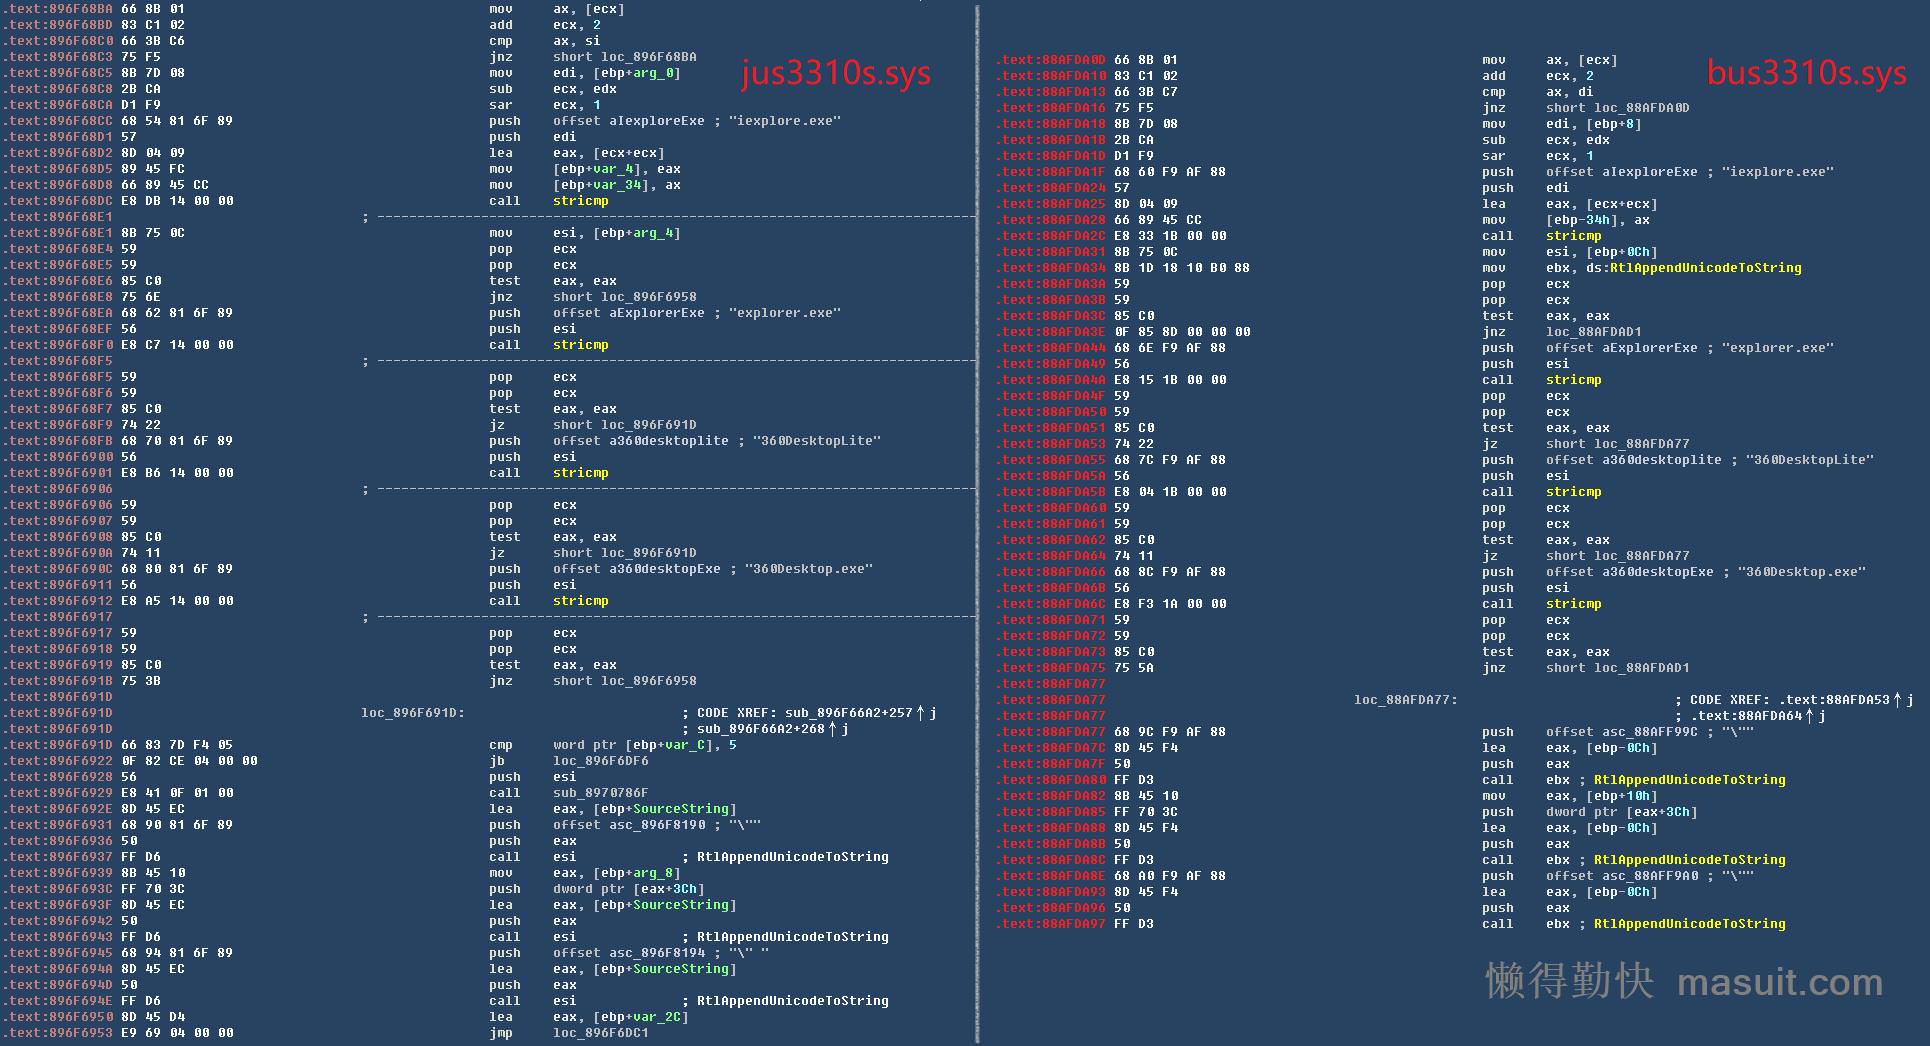 .text:896F68BA 66 8B 01 mov ax, [ecx]
.text:896F68BD 83 C1 02 add ecx, 2
.text:896F68C0 66 3B C6 cmp ax, si
.text:896F68C3 75 F5 jnz short loc_896F68BA
.text:896F68C5 8B 7D 08 mov edi, [ebp+arg_0]
.text:896F68C8 2B CA sub ecx, edx
.text:896F68CA D1 F9 sar ecx, 1
.text:896F68CC 68 54 81 6F 89 push offset aIexploreExe ; "iexplore.exe"
.text:896F68D1 57 push edi
.text:896F68D2 8D 04 09 lea eax, [ecx+ecx]
.text:896F68D5 89 45 FC mov [ebp+var_4], eax
.text:896F68D8 66 89 45 CC mov [ebp+var_34], ax
.text:896F68DC E8 DB 14 00 00 call stricmp
.text:896F68E1 ; ---------------------------------------------------------------------------
.text:896F68E1 8B 75 0C mov esi, [ebp+arg_4]
.text:896F68E4 59 pop ecx
.text:896F68E5 59 pop ecx
.text:896F68E6 85 C0 test eax, eax
.text:896F68E8 75 6E jnz short loc_896F6958
.text:896F68EA 68 62 81 6F 89 push offset aExplorerExe ; "explorer.exe"
.text:896F68EF 56 push esi
.text:896F68F0 E8 C7 14 00 00 call stricmp
.text:896F68F5 ; ---------------------------------------------------------------------------
.text:896F68F5 59 pop ecx
.text:896F68F6 59 pop ecx
.text:896F68F7 85 C0 test eax, eax
.text:896F68F9 74 22 jz short loc_896F691D
.text:896F68FB 68 70 81 6F 89 push offset a360desktoplite ; "360DesktopLite"
.text:896F6900 56 push esi
.text:896F6901 E8 B6 14 00 00 call stricmp
.text:896F6906 ; ---------------------------------------------------------------------------
.text:896F6906 59 pop ecx
.text:896F6907 59 pop ecx
.text:896F6908 85 C0 test eax, eax
.text:896F690A 74 11 jz short loc_896F691D
.text:896F690C 68 80 81 6F 89 push offset a360desktopExe ; "360Desktop.exe"
.text:896F6911 56 push esi
.text:896F6912 E8 A5 14 00 00 call stricmp
.text:896F6917 ; ---------------------------------------------------------------------------
.text:896F6917 59 pop ecx
.text:896F6918 59 pop ecx
.text:896F6919 85 C0 test eax, eax
.text:896F691B 75 3B jnz short loc_896F6958
.text:896F691D
.text:896F691D loc_896F691D: ; CODE XREF: sub_896F66A2+257↑j
.text:896F691D ; sub_896F66A2+268↑j
.text:896F691D 66 83 7D F4 05 cmp word ptr [ebp+var_C], 5
.text:896F6922 0F 82 CE 04 00 00 jb loc_896F6DF6
.text:896F6928 56 push esi
.text:896F6929 E8 41 0F 01 00 call sub_8970786F
.text:896F692E 8D 45 EC lea eax, [ebp+SourceString]
.text:896F6931 68 90 81 6F 89 push offset asc_896F8190 ; "\""
.text:896F6936 50 push eax
.text:896F6937 FF D6 call esi ; RtlAppendUnicodeToString
.text:896F6939 8B 45 10 mov eax, [ebp+arg_8]
.text:896F693C FF 70 3C push dword ptr [eax+3Ch]
.text:896F693F 8D 45 EC lea eax, [ebp+SourceString]
.text:896F6942 50 push eax
.text:896F6943 FF D6 call esi ; RtlAppendUnicodeToString
.text:896F6945 68 94 81 6F 89 push offset asc_896F8194 ; "\" "
.text:896F694A 8D 45 EC lea eax, [ebp+SourceString]
.text:896F694D 50 push eax
.text:896F694E FF D6 call esi ; RtlAppendUnicodeToString
.text:896F6950 8D 45 D4 lea eax, [ebp+var_2C]
.text:896F6953 E9 69 04 00 00 jmp loc_896F6DC1
jus3310s.sys
.text:88AFDA0D 66 8B 01 mov ax, [ecx]
.text:88AFDA10 83 C1 02 add ecx, 2
.text:88AFDA13 66 3B C7 cmp ax, di
.text:88AFDA16 75 F5 jnz short loc_88AFDA0D
.text:88AFDA18 8B 7D 08 mov edi, [ebp+8]
.text:88AFDA1B 2B CA sub ecx, edx
.text:88AFDA1D D1 F9 sar ecx, 1
.text:88AFDA1F 68 60 F9 AF 88 push offset aIexploreExe ; "iexplore.exe"
.text:88AFDA24 57 push edi
.text:88AFDA25 8D 04 09 lea eax, [ecx+ecx]
.text:88AFDA28 66 89 45 CC mov [ebp-34h], ax
.text:88AFDA2C E8 33 1B 00 00 call stricmp
.text:88AFDA31 8B 75 0C mov esi, [ebp+0Ch]
.text:88AFDA34 8B 1D 18 10 B0 88 mov ebx, ds:RtlAppendUnicodeToString
.text:88AFDA3A 59 pop ecx
.text:88AFDA3B 59 pop ecx
.text:88AFDA3C 85 C0 test eax, eax
.text:88AFDA3E 0F 85 8D 00 00 00 jnz loc_88AFDAD1
.text:88AFDA44 68 6E F9 AF 88 push offset aExplorerExe ; "explorer.exe"
.text:88AFDA49 56 push esi
.text:88AFDA4A E8 15 1B 00 00 call stricmp
.text:88AFDA4F 59 pop ecx
.text:88AFDA50 59 pop ecx
.text:88AFDA51 85 C0 test eax, eax
.text:88AFDA53 74 22 jz short loc_88AFDA77
.text:88AFDA55 68 7C F9 AF 88 push offset a360desktoplite ; "360DesktopLite"
.text:88AFDA5A 56 push esi
.text:88AFDA5B E8 04 1B 00 00 call stricmp
.text:88AFDA60 59 pop ecx
.text:88AFDA61 59 pop ecx
.text:88AFDA62 85 C0 test eax, eax
.text:88AFDA64 74 11 jz short loc_88AFDA77
.text:88AFDA66 68 8C F9 AF 88 push offset a360desktopExe ; "360Desktop.exe"
.text:88AFDA6B 56 push esi
.text:88AFDA6C E8 F3 1A 00 00 call stricmp
.text:88AFDA71 59 pop ecx
.text:88AFDA72 59 pop ecx
.text:88AFDA73 85 C0 test eax, eax
.text:88AFDA75 75 5A jnz short loc_88AFDAD1
.text:88AFDA77
.text:88AFDA77 loc_88AFDA77: ; CODE XREF: .text:88AFDA53↑j
.text:88AFDA77 ; .text:88AFDA64↑j
.text:88AFDA77 68 9C F9 AF 88 push offset asc_88AFF99C ; "\""
.text:88AFDA7C 8D 45 F4 lea eax, [ebp-0Ch]
.text:88AFDA7F 50 push eax
.text:88AFDA80 FF D3 call ebx ; RtlAppendUnicodeToString
.text:88AFDA82 8B 45 10 mov eax, [ebp+10h]
.text:88AFDA85 FF 70 3C push dword ptr [eax+3Ch]
.text:88AFDA88 8D 45 F4 lea eax, [ebp-0Ch]
.text:88AFDA8B 50 push eax
.text:88AFDA8C FF D3 call ebx ; RtlAppendUnicodeToString
.text:88AFDA8E 68 A0 F9 AF 88 push offset asc_88AFF9A0 ; "\""
.text:88AFDA93 8D 45 F4 lea eax, [ebp-0Ch]
.text:88AFDA96 50 push eax
.text:88AFDA97 FF D3 call ebx ; RtlAppendUnicodeToString
bus3310s.sys
懒得勤快 masuit.com